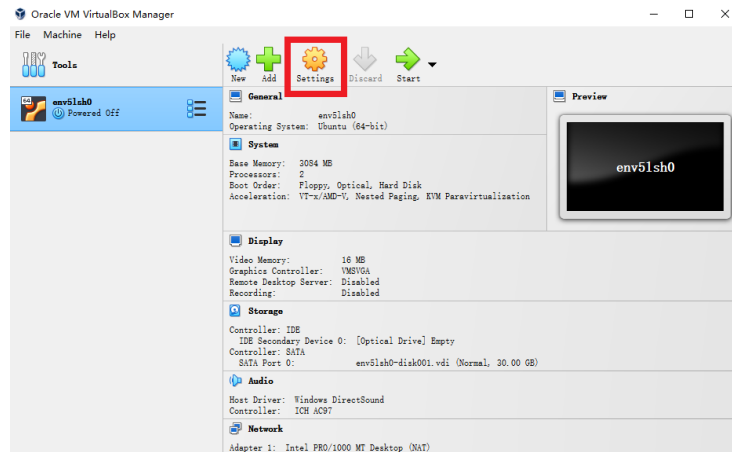 Oracle VM VirtualBox Manager
File Machine Help
Tools
New Add Settings Discard Start
64 env5lsh0
Powered Off
General
Name: env5lsh0
Operating System: Ubuntu (64-bit)
Preview
env5lsh0
System
Base Memory: 3084 MB
Processors: 2
Boot Order: Floppy, Optical, Hard Disk
Acceleration: VT-x/AMD-V, Nested Paging, KVM Paravirtualization
Display
Video Memory: 16 MB
Graphics Controller: VMSVGA
Remote Desktop Server: Disabled
Recording: Disabled
Storage
Controller: IDE
IDE Secondary Device 0: [Optical Drive] Empty
Controller: SATA
SATA Port 0: env5lsh0-disk001.vdi (Normal, 30.00 GB)
Audio
Host Driver: Windows DirectSound
Controller: ICH AC97
Network
Adapter 1: Intel PRO/1000 MT Desktop (NAT)